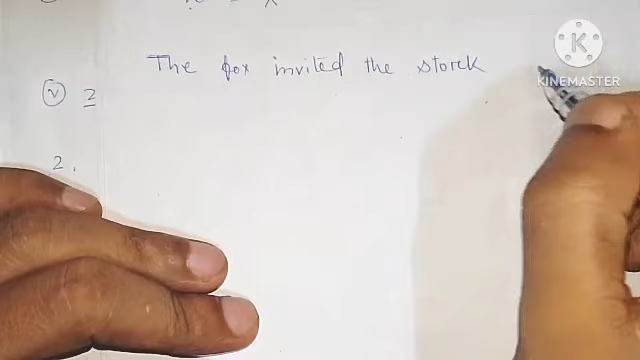 K
KINEMASTER
The fox invited the storck
(v) 2
2.